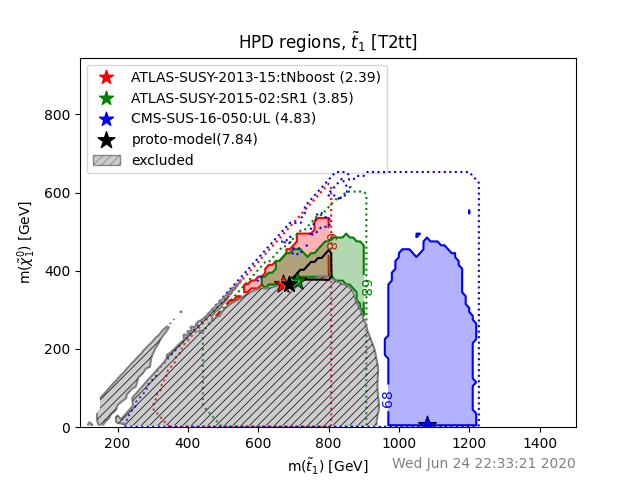 HPD regions, t̃₁ [T2tt]
ATLAS-SUSY-2013-15:tNboost (2.39)
ATLAS-SUSY-2015-02:SR1 (3.85)
CMS-SUS-16-050:UL (4.83)
proto-model(7.84)
excluded
m(χ̃₁⁰) [GeV]
800
600
400
200
0
89
68
200 400 600 800 1000 1200 1400
m(t̃₁) [GeV]
Wed Jun 24 22:33:21 2020